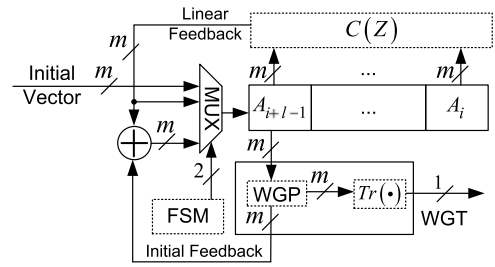 Linear
Feedback
C(Z)
m
m
Initial
Vector
m
...
m
MUX
A_{i+l-1}
...
A_i
m
m
2
WGP
m
Tr(•)
1
WGT
FSM
m
Initial Feedback